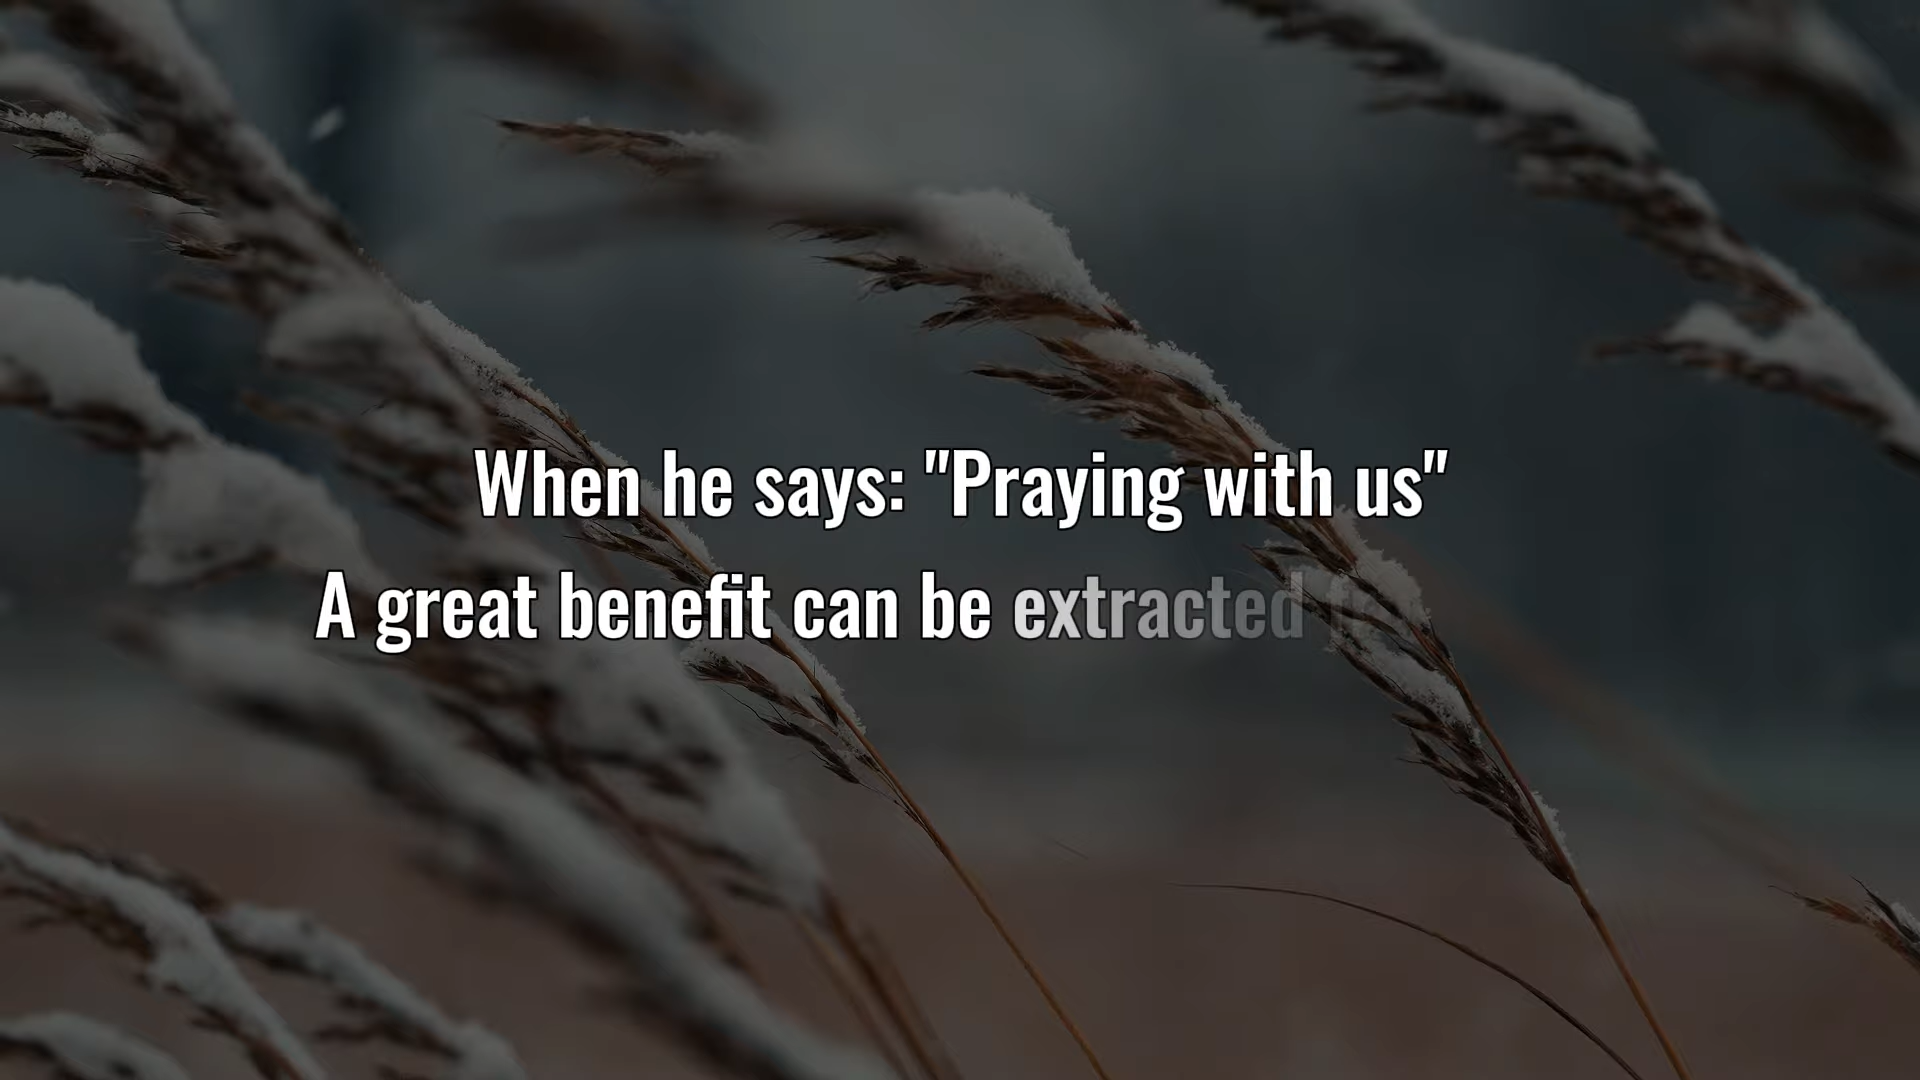 When he says: "Praying with us"
A great benefit can be extracted